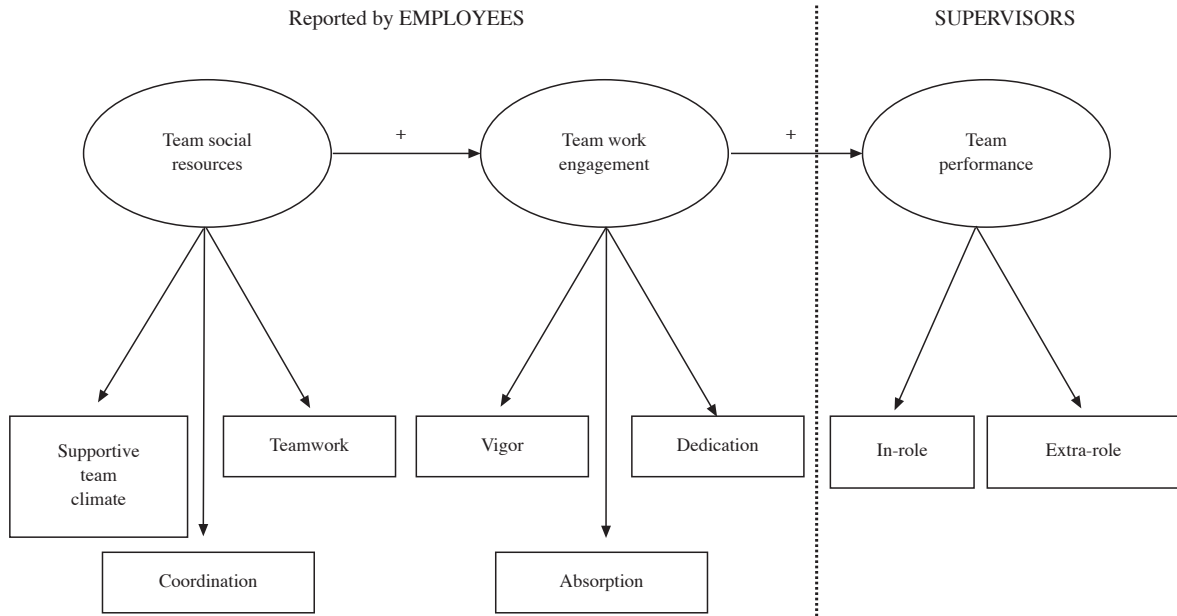 Reported by EMPLOYEES
SUPERVISORS
Team social
resources
+
Team work
engagement
+
Team
performance
Supportive
team
climate
Teamwork
Vigor
Dedication
In-role
Extra-role
Coordination
Absorption